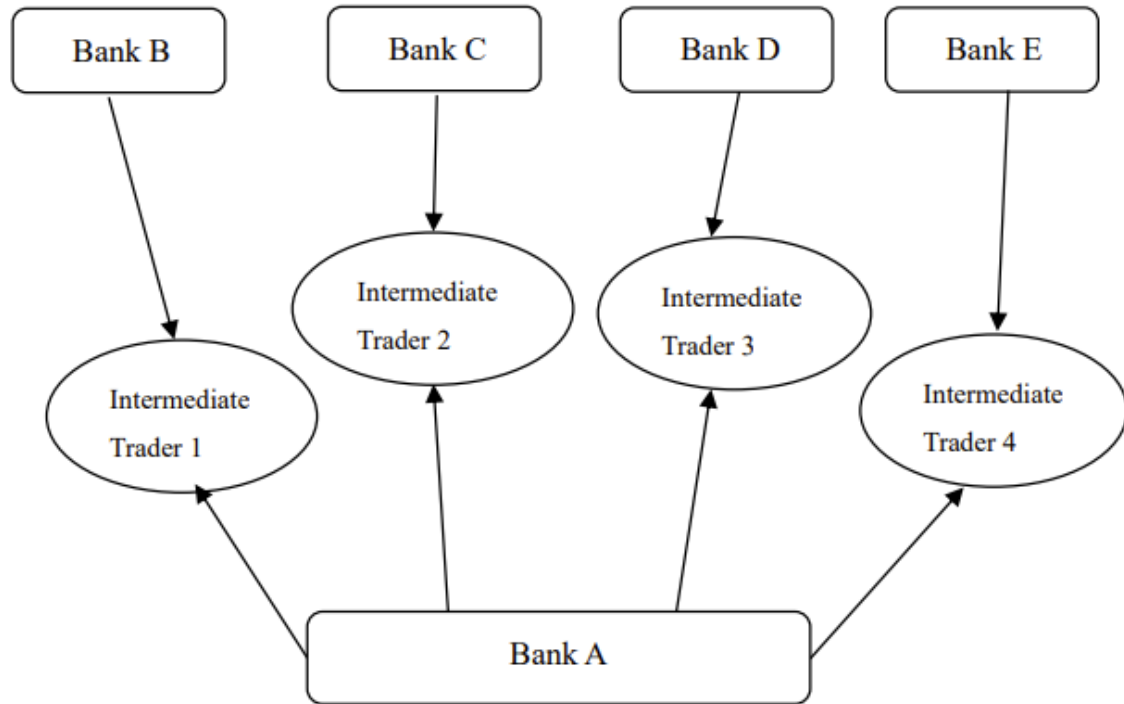 Bank B
Bank C
Bank D
Bank E
Intermediate
Trader 1
Intermediate
Trader 2
Intermediate
Trader 3
Intermediate
Trader 4
Bank A